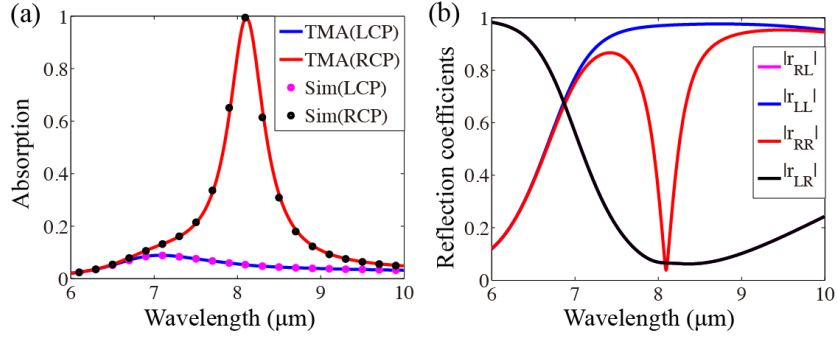 (a)
1
0.8
0.6
0.4
0.2
0
6
7
8
9
10
Absorption
Wavelength (μm)
TMA(LCP)
TMA(RCP)
Sim(LCP)
Sim(RCP)
(b)
1
0.8
0.6
0.4
0.2
0
6
7
8
9
10
Reflection coefficients
Wavelength (μm)
|r_RL|
|r_LL|
|r_RR|
|r_LR|